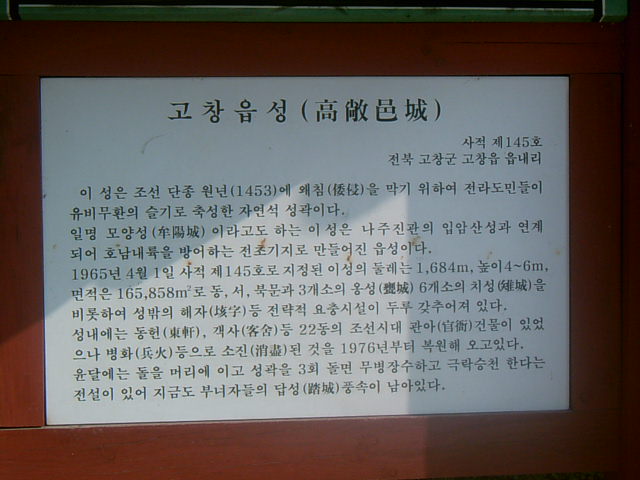 고창읍성(高敞邑城)
사적 제145호
전북 고창군 고창읍 읍내리
이 성은 조선 단종 원년(1453)에 왜침(倭侵)을 막기 위하여 전라도민들이
유비무환의 슬기로 축성한 자연석 성곽이다.
일명 모양성(牟陽城) 이라고도 하는 이 성은 나주진관의 입암산성과 연계
되어 호남내륙을 방어하는 전초기지로 만들어진 읍성이다.
1965년 4월 1일 사적 제145호로 지정된 이성의 둘레는 1,684m, 높이 4~6m,
면적은 165,858m²로 동, 서, 북문과 3개소의 옹성(甕城) 6개소의 치성(雉城)을
비롯하여 성밖의 해자(垓字)등 전략적 요충시설이 두루 갖추어져 있다.
성내에는 동헌(東軒), 객사(客舍)등 22동의 조선시대 관아(官衙)건물이 있었
으나 병화(兵火)등으로 소진(消盡)된 것을 1976년부터 복원해 오고있다.
윤달에는 돌을 머리에 이고 성곽을 3회 돌면 무병장수하고 극락승천 한다는
전설이 있어 지금도 부녀자들의 답성(踏城)풍속이 남아있다.